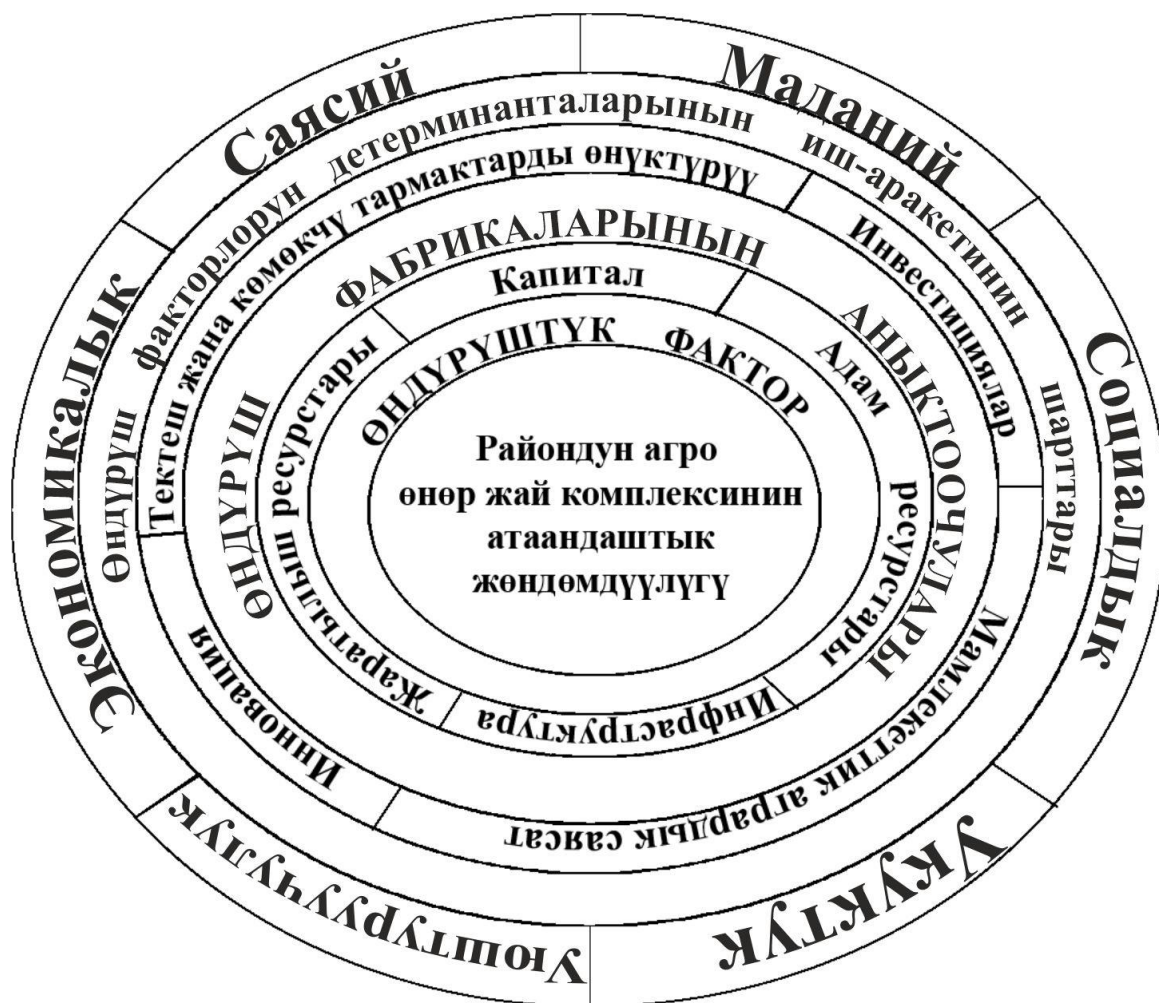 Саясий
Маданий
Социалдык
Укуктук
Уюштуруучулук
Экономикалык
Өндүрүш факторлорун детерминанталарынын иш-аракетинин шарттары
Тектеш жана көмөкчү тармактарды өнүктүрүү
Инвестициялар
Мамлекеттик агрардык саясат
Инновация
ӨНДҮРҮШ ФАБРИКАЛАРЫНЫН АНЫКТООЧУЛАРЫ
Капитал
Адам ресурстары
Инфраструктура
Жаратылыш ресурстары
ӨНДҮРҮШТҮК ФАКТОР
Райондун агро
өнөр жай комплексинин
атаандаштык
жөндөмдүүлүгү